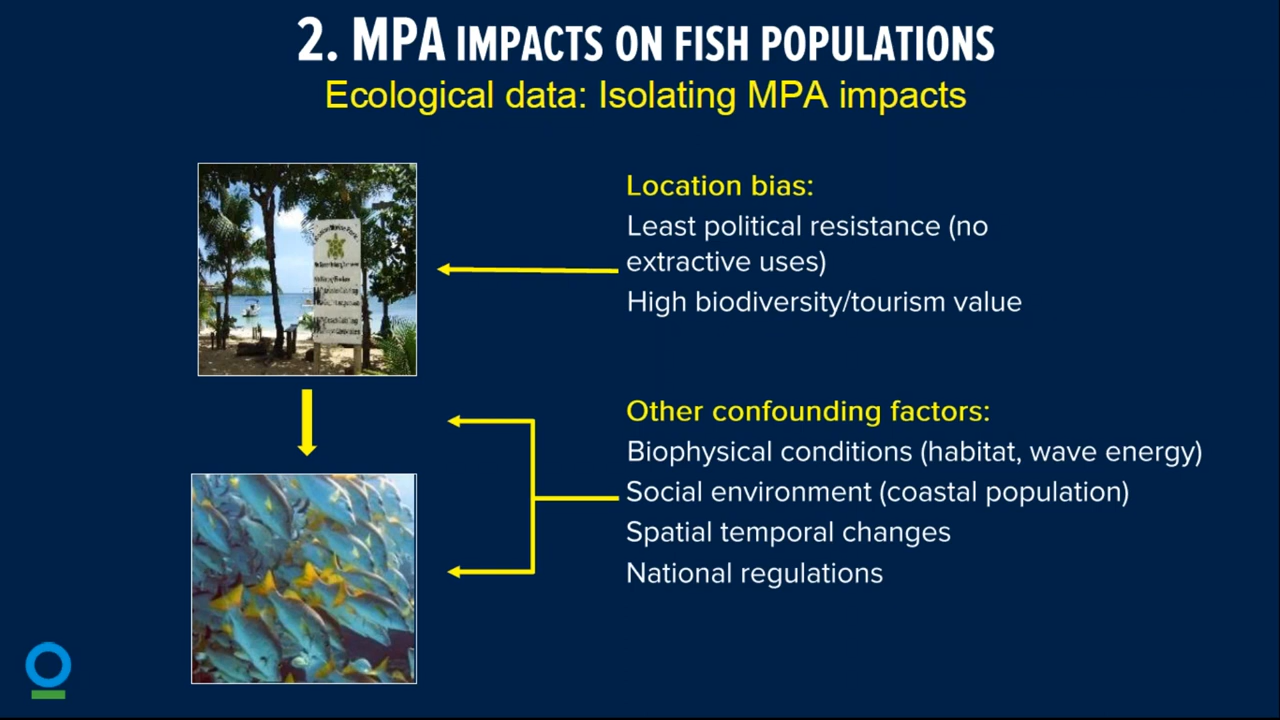 2. MPA IMPACTS ON FISH POPULATIONS
Ecological data: Isolating MPA impacts
Location bias:
Least political resistance (no
extractive uses)
High biodiversity/tourism value
Other confounding factors:
Biophysical conditions (habitat, wave energy)
Social environment (coastal population)
Spatial temporal changes
National regulations